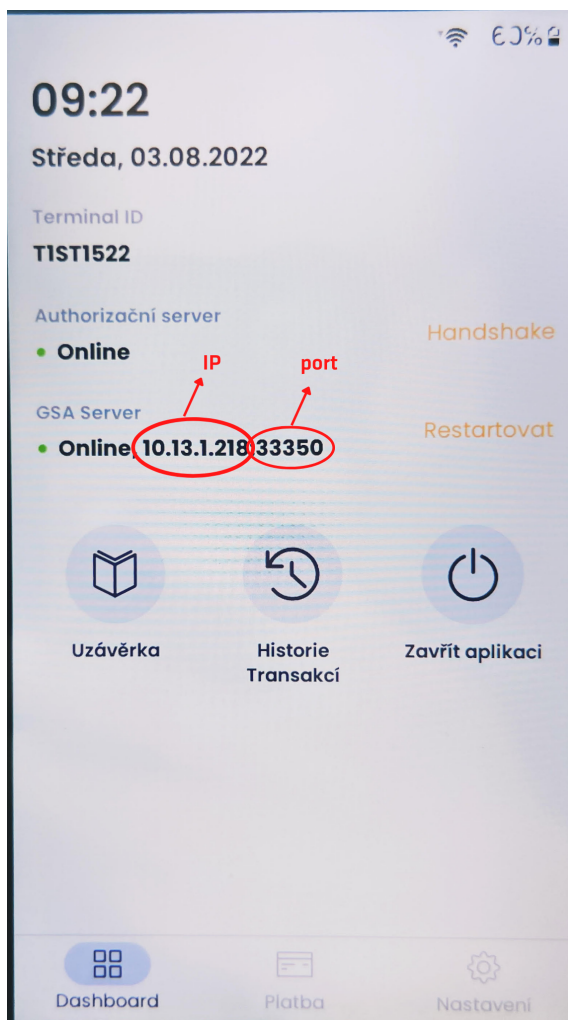 09:22
Středa, 03.08.2022
Terminal ID
T1ST1522
Authorizační server
Handshake
• Online
IP
port
GSA Server
Restartovat
• Online, 10.13.1.218:33350
Uzávěrka
Historie
Transakcí
Zavřít aplikaci
Dashboard
Platba
Nastavení